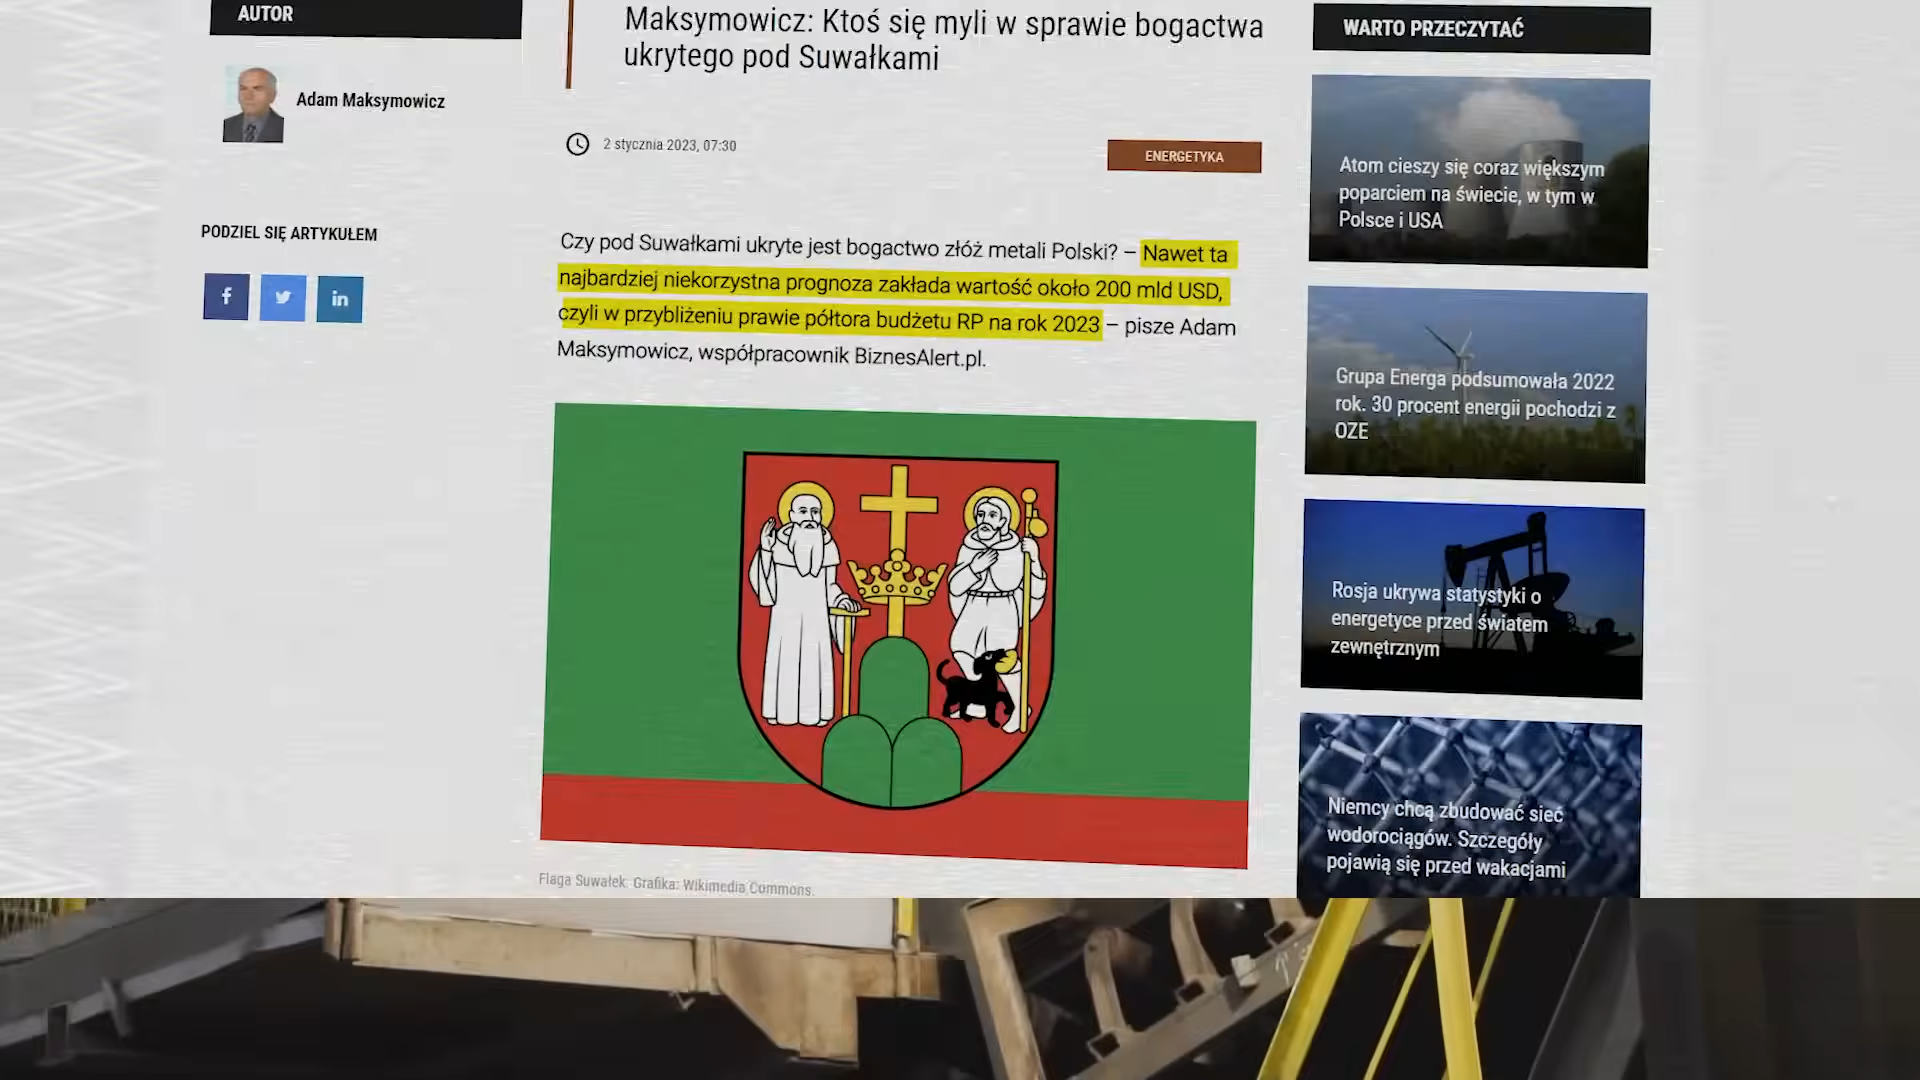 AUTOR
Adam Maksymowicz
PODZIEL SIĘ ARTYKUŁEM
Maksymowicz: Ktoś się myli w sprawie bogactwa
ukrytego pod Suwałkami
2 stycznia 2023, 07:30
ENERGETYKA
Czy pod Suwałkami ukryte jest bogactwo złóż metali Polski? – Nawet ta
najbardziej niekorzystna prognoza zakłada wartość około 200 mld USD,
czyli w przybliżeniu prawie półtora budżetu RP na rok 2023 – pisze Adam
Maksymowicz, współpracownik BiznesAlert.pl.
Flaga Suwałek. Grafika: Wikimedia Commons.
WARTO PRZECZYTAĆ
Atom cieszy się coraz większym
poparciem na świecie, w tym w
Polsce i USA
Grupa Energa podsumowała 2022
rok. 30 procent energii pochodzi z
OZE
Rosja ukrywa statystyki o
energetyce przed światem
zewnętrznym
Niemcy chcą zbudować sieć
wodorociągów. Szczegóły
pojawią się przed wakacjami